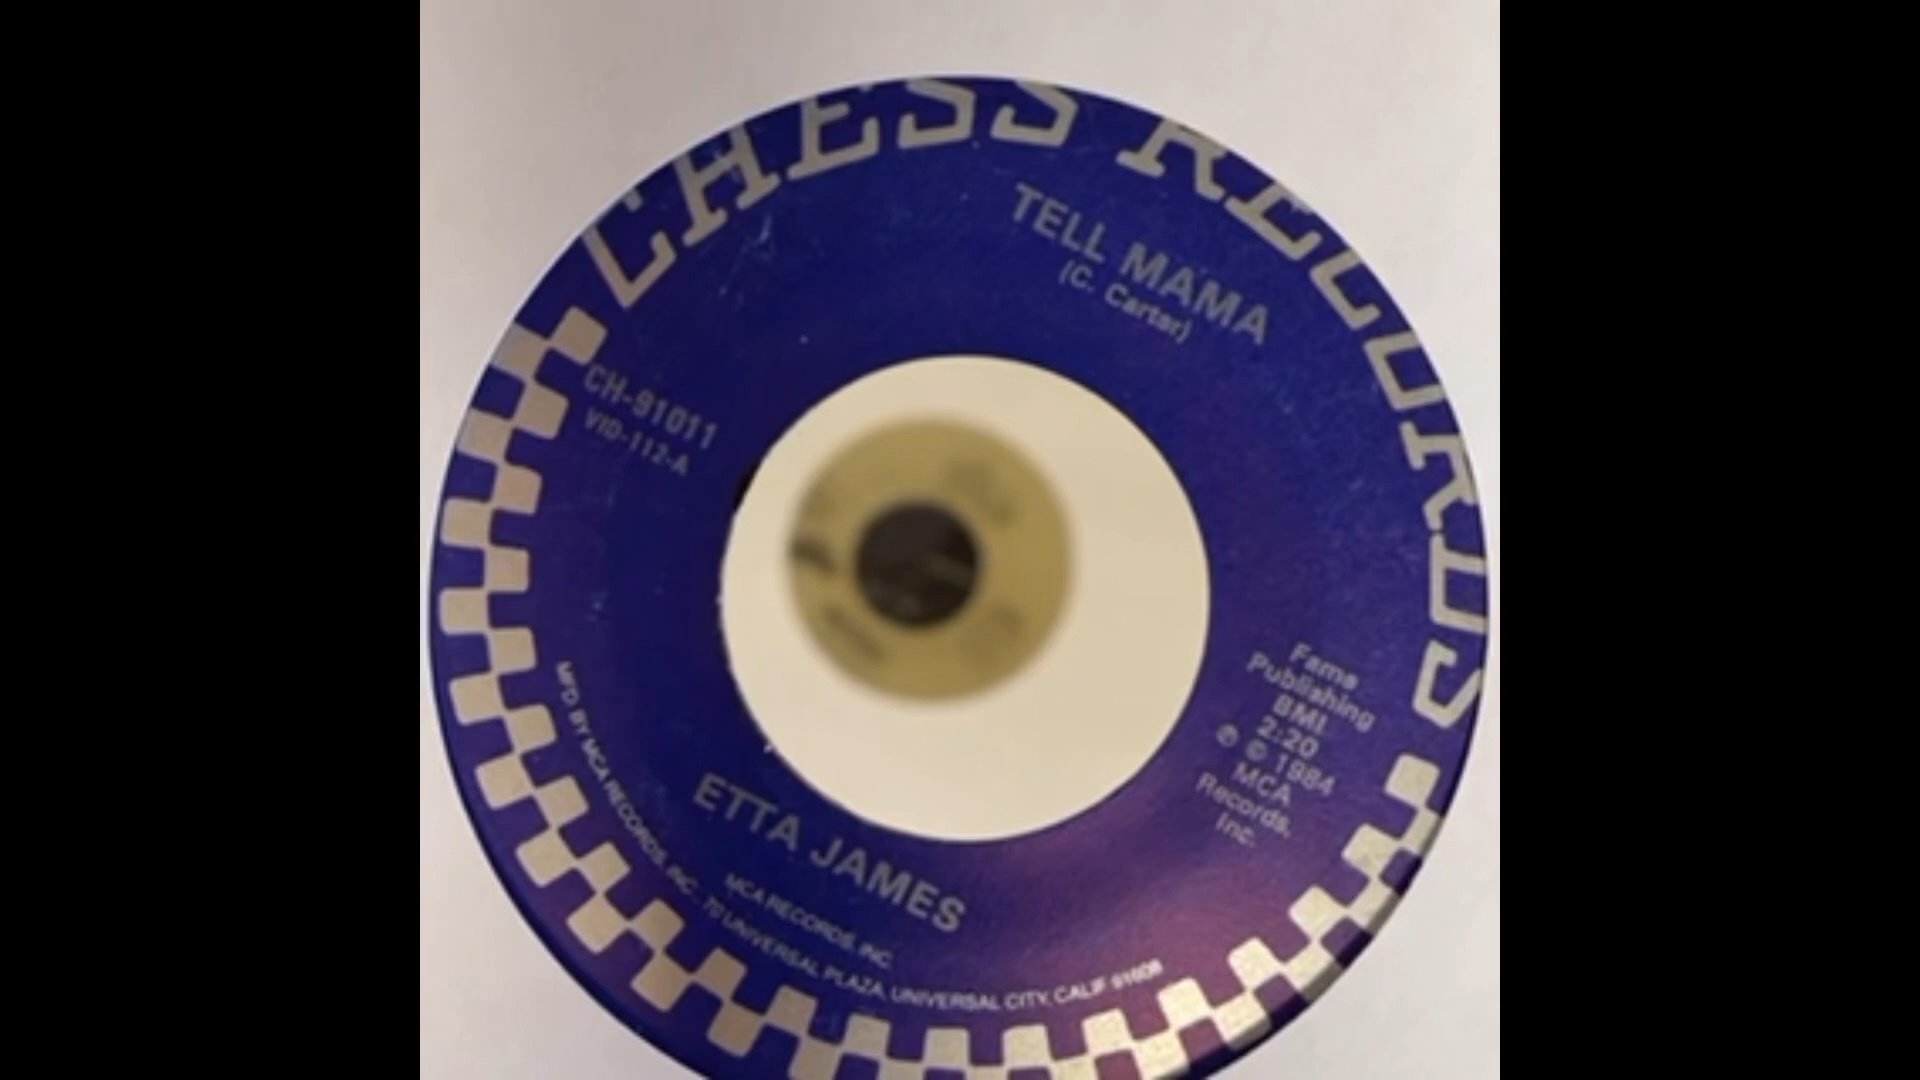 CHESS RECORDS
TELL MAMA
(C. Carter)
CH-91011
VID-112-A
Fame
Publishing
BMI
2:20
℗ © 1984
MCA
Records,
Inc.
ETTA JAMES
MCA RECORDS, INC.
MFD. BY MCA RECORDS, INC., 70 UNIVERSAL PLAZA, UNIVERSAL CITY, CALIF 91608